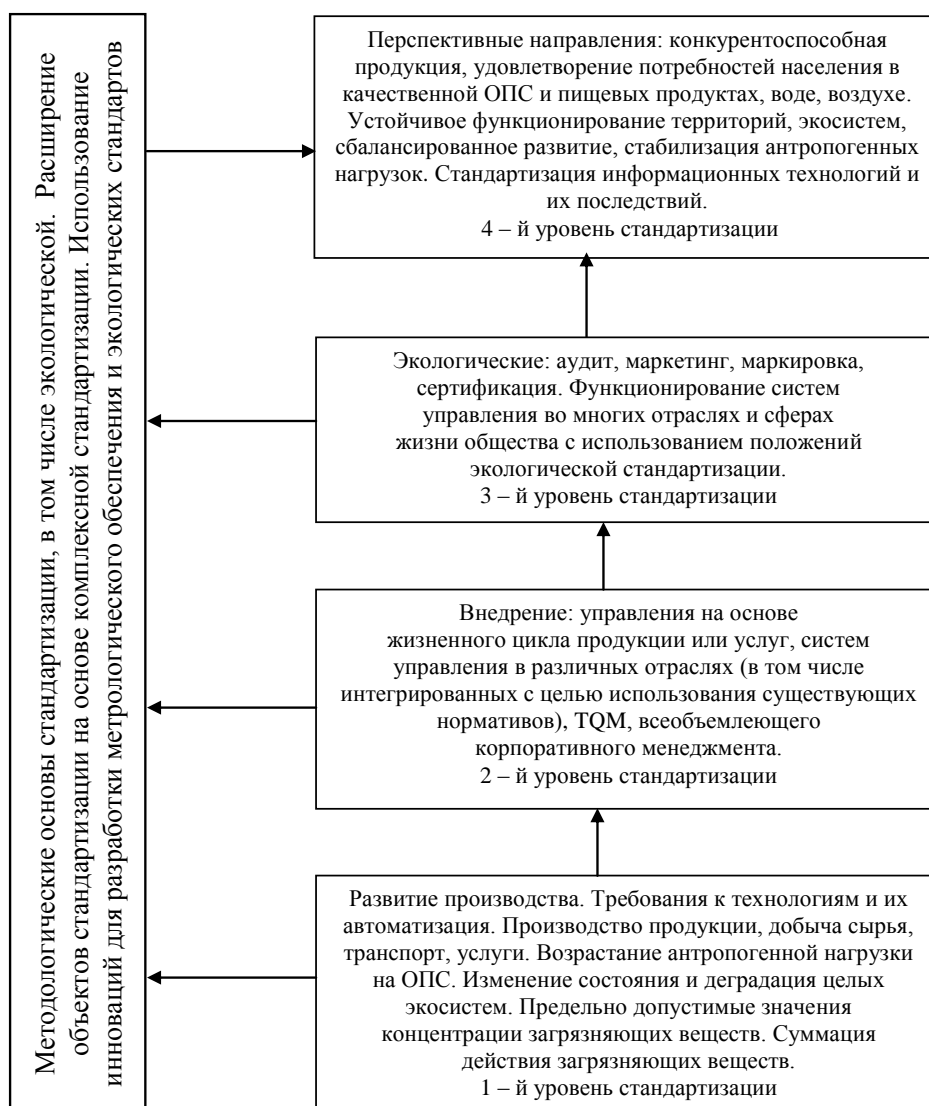 Методологические основы стандартизации, в том числе экологической. Расширение
объектов стандартизации на основе комплексной стандартизации. Использование
инноваций для разработки метрологического обеспечения и экологических стандартов
Перспективные направления: конкурентоспособная
продукция, удовлетворение потребностей населения в
качественной ОПС и пищевых продуктах, воде, воздухе.
Устойчивое функционирование территорий, экосистем,
сбалансированное развитие, стабилизация антропогенных
нагрузок. Стандартизация информационных технологий и
их последствий.
4 – й уровень стандартизации
Экологические: аудит, маркетинг, маркировка,
сертификация. Функционирование систем
управления во многих отраслях и сферах
жизни общества с использованием положений
экологической стандартизации.
3 – й уровень стандартизации
Внедрение: управления на основе
жизненного цикла продукции или услуг, систем
управления в различных отраслях (в том числе
интегрированных с целью использования существующих
нормативов), TQM, всеобъемлеющего
корпоративного менеджмента.
2 – й уровень стандартизации
Развитие производства. Требования к технологиям и их
автоматизация. Производство продукции, добыча сырья,
транспорт, услуги. Возрастание антропогенной нагрузки
на ОПС. Изменение состояния и деградация целых
экосистем. Предельно допустимые значения
концентрации загрязняющих веществ. Суммация
действия загрязняющих веществ.
1 – й уровень стандартизации